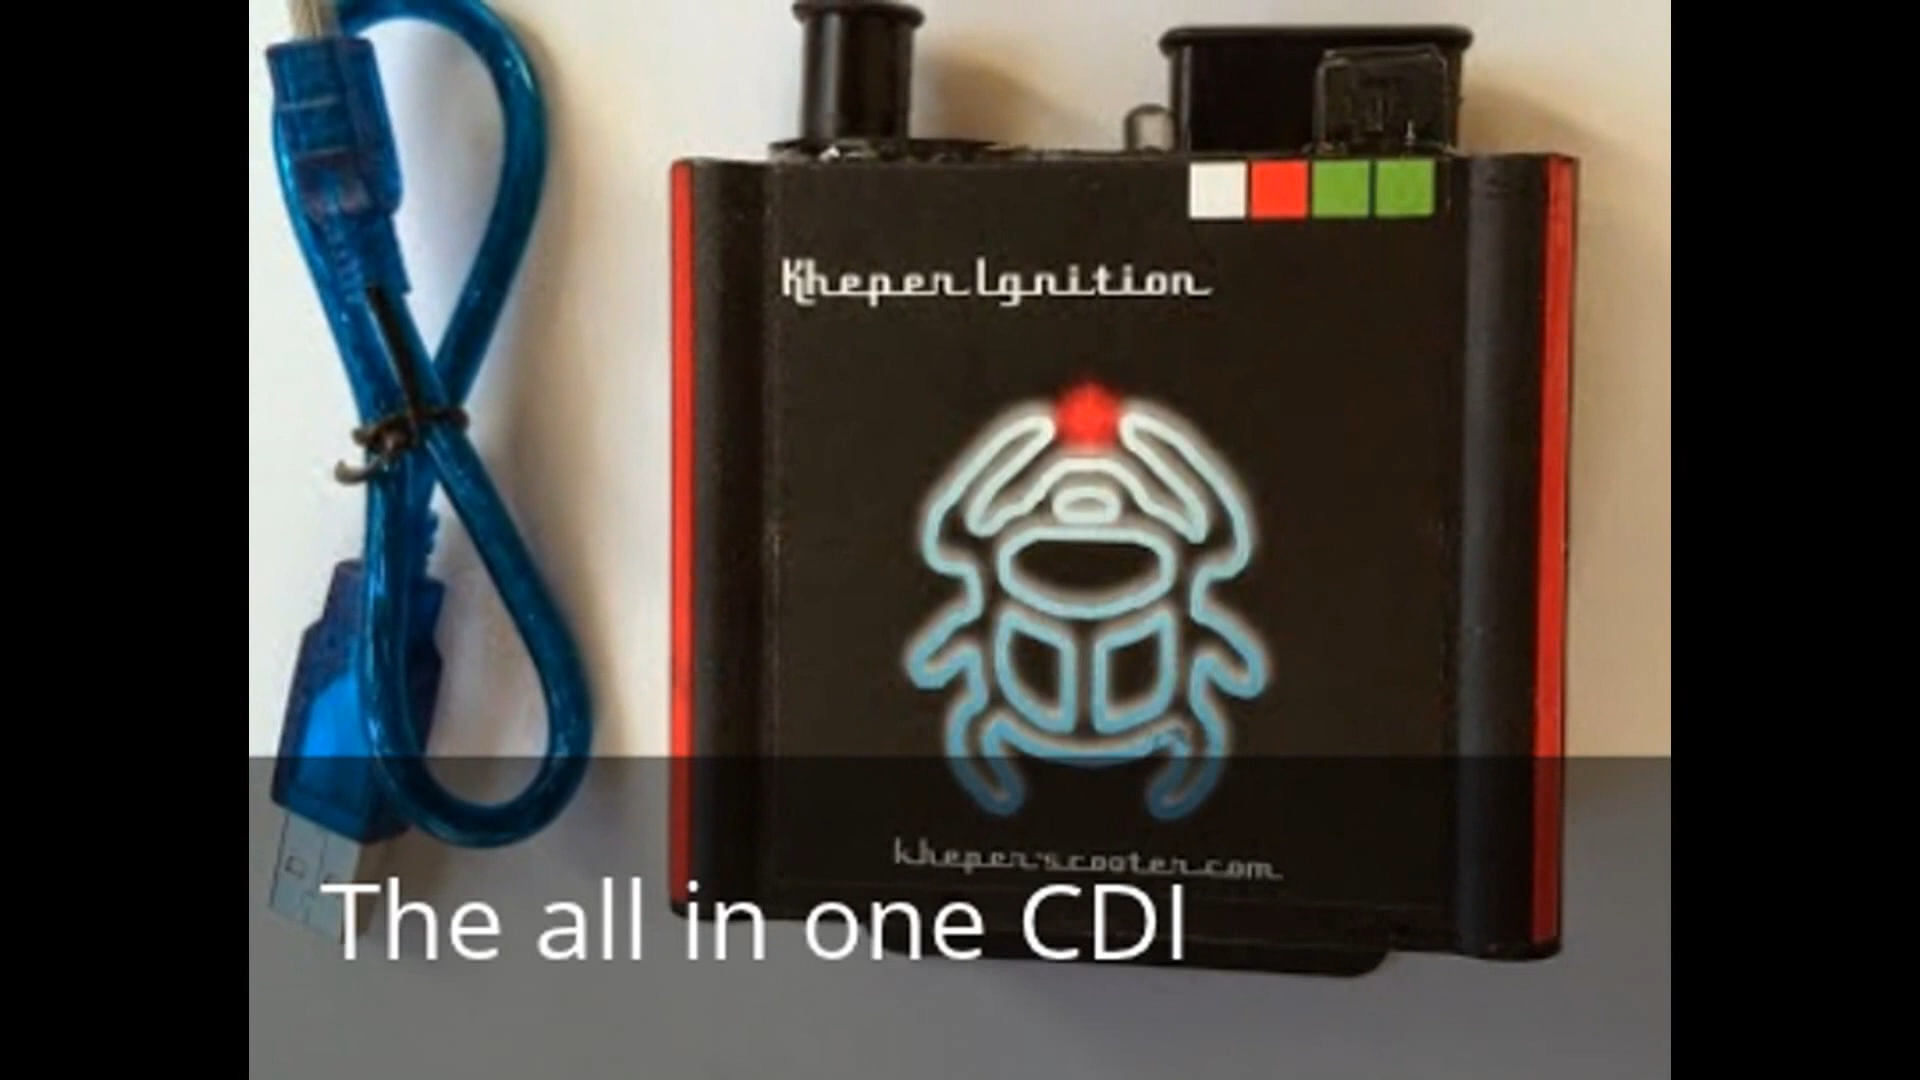 Kheper Ignition
kheper-scooter.com
The all in one CDI